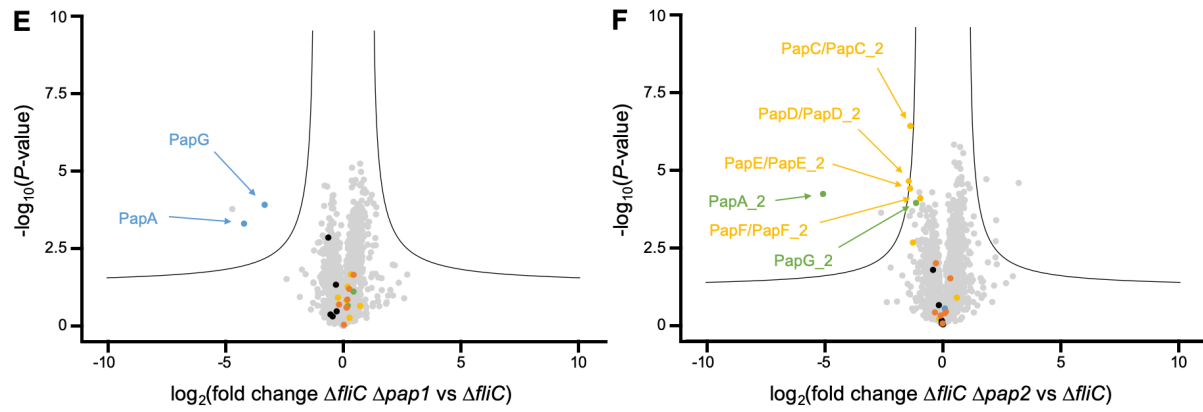 E
10
7.5
5
2.5
0
-log10(P-value)
PapG
PapA
-10
-5
0
5
10
log2(fold change ΔfliC Δpap1 vs ΔfliC)
F
10
7.5
5
2.5
0
-log10(P-value)
PapC/PapC_2
PapD/PapD_2
PapE/PapE_2
PapA_2
PapF/PapF_2
PapG_2
-10
-5
0
5
10
log2(fold change ΔfliC Δpap2 vs ΔfliC)